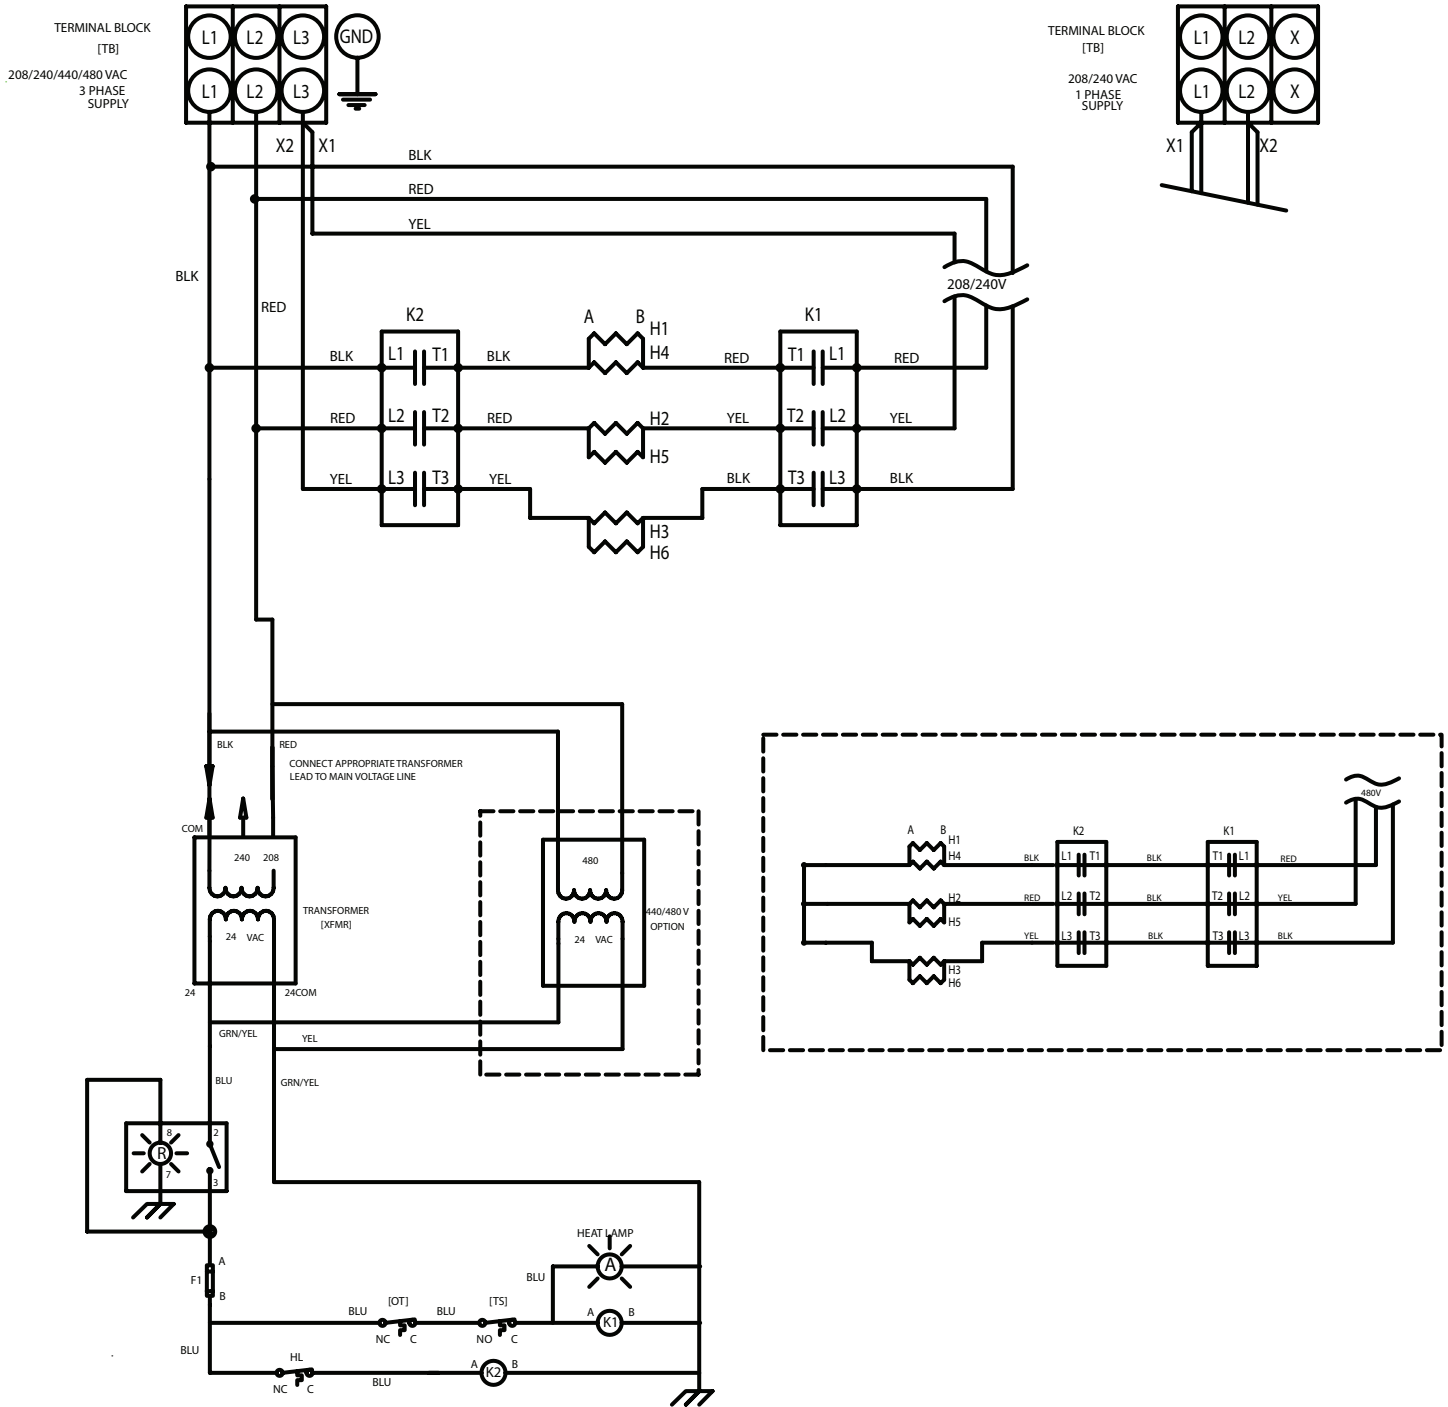 TERMINAL BLOCK
[TB]
208/240/440/480 VAC
3 PHASE
SUPPLY
L1 L2 L3 GND
L1 L2 L3
X2 X1
TERMINAL BLOCK
[TB]
208/240 VAC
1 PHASE
SUPPLY
L1 L2 X
L1 L2 X
X1 X2
BLK
RED
YEL
BLK
RED
208/240V
K2
A B
K1
H1
H4
BLK L1 T1 BLK RED T1 L1 RED
RED L2 T2 RED H2 YEL T2 L2 YEL
H5
YEL L3 T3 YEL BLK T3 L3 BLK
H3
H6
BLK RED
CONNECT APPROPRIATE TRANSFORMER
LEAD TO MAIN VOLTAGE LINE
COM
240 208
TRANSFORMER
[XFMR]
24 VAC
24 24COM
480
440/480 V
OPTION
24 VAC
GRN/YEL YEL
BLU GRN/YEL
480V
A B
K2 K1
H1
H4 BLK L1 T1 BLK T1 L1 RED
H2 RED L2 T2 BLK T2 L2 YEL
H5
YEL L3 T3 BLK T3 L3 BLK
H3
H6
8 2
R
7 3
HEAT LAMP
A
BLU
A
F1
B
[OT] [TS]
BLU BLU A K1 B
NC C NO C
BLU
HL A K2 B
NC C BLU